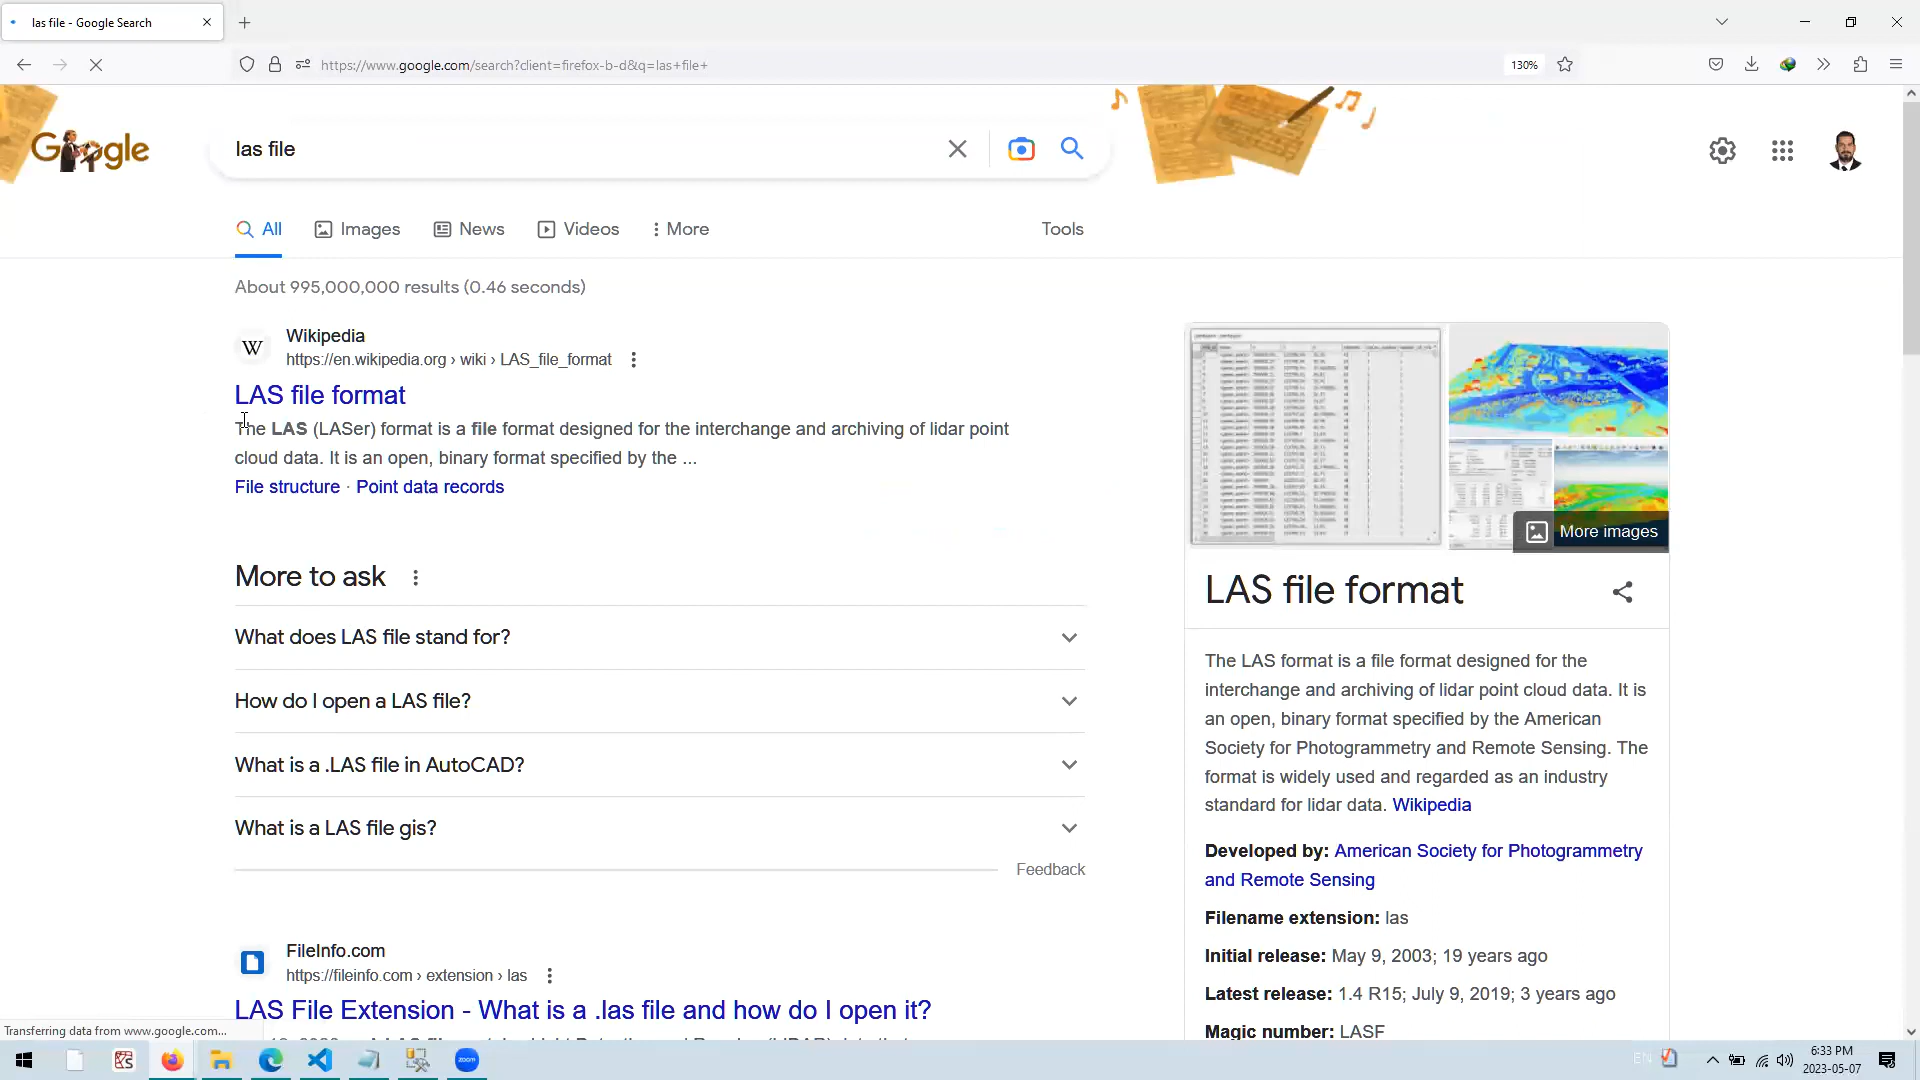 las file - Google Search
https://www.google.com/search?client=firefox-b-d&q=las+file+
130%
Google
las file
All
Images
News
Videos
More
Tools
About 995,000,000 results (0.46 seconds)
W
Wikipedia
https://en.wikipedia.org › wiki › LAS_file_format
LAS file format
The LAS (LASer) format is a file format designed for the interchange and archiving of lidar point
cloud data. It is an open, binary format specified by the ...
File structure · Point data records
More to ask
What does LAS file stand for?
How do I open a LAS file?
What is a .LAS file in AutoCAD?
What is a LAS file gis?
Feedback
FileInfo.com
https://fileinfo.com › extension › las
LAS File Extension - What is a .las file and how do I open it?
More images
LAS file format
The LAS format is a file format designed for the
interchange and archiving of lidar point cloud data. It is
an open, binary format specified by the American
Society for Photogrammetry and Remote Sensing. The
format is widely used and regarded as an industry
standard for lidar data. Wikipedia
Developed by: American Society for Photogrammetry
and Remote Sensing
Filename extension: las
Initial release: May 9, 2003; 19 years ago
Latest release: 1.4 R15; July 9, 2019; 3 years ago
Magic number: LASF
Transferring data from www.google.com...
zoom
EN
6:33 PM
2023-05-07